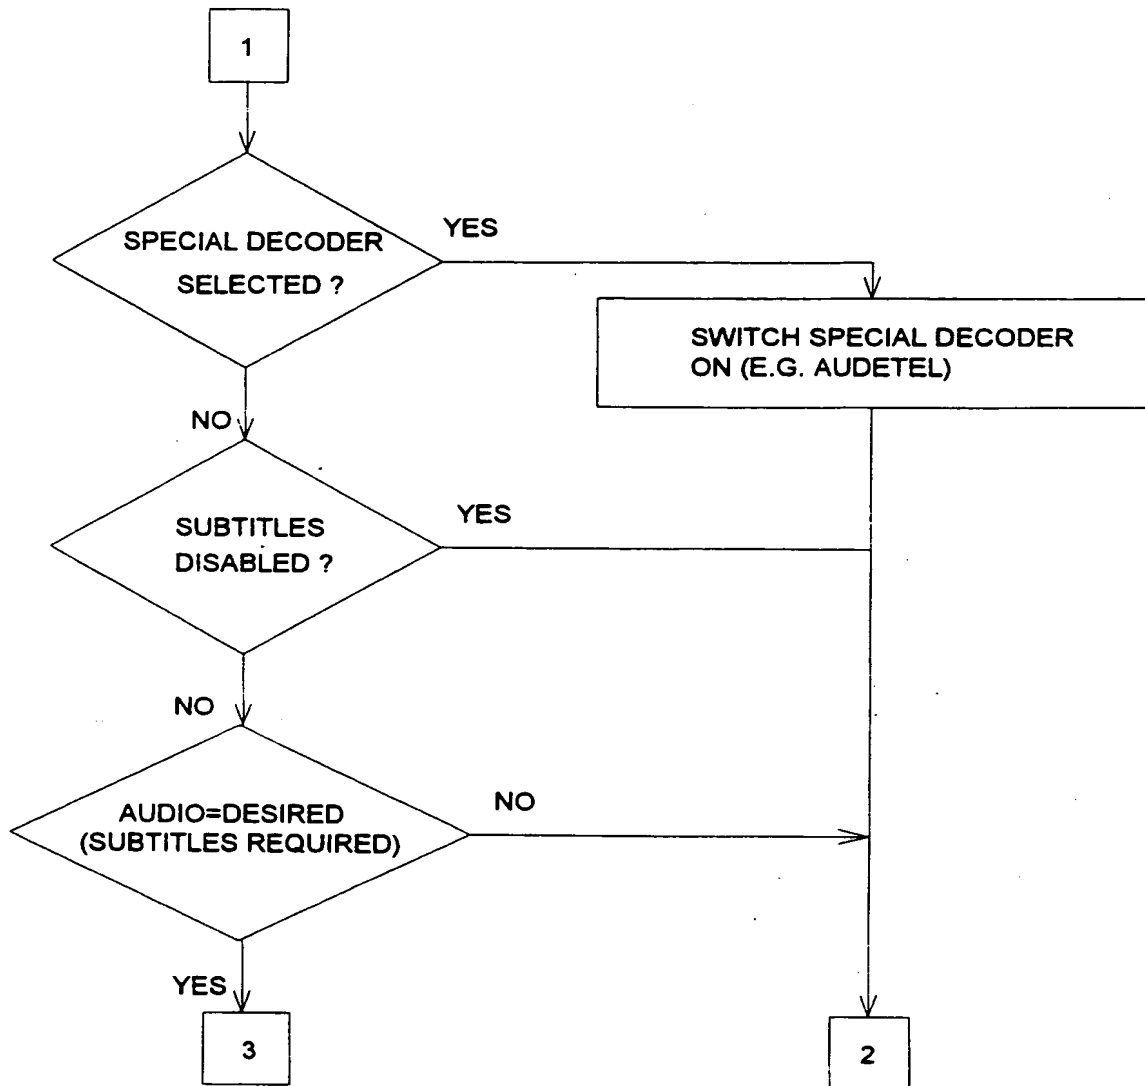 1
SPECIAL DECODER
SELECTED ?
YES
SWITCH SPECIAL DECODER
ON (E.G. AUDETEL)
NO
SUBTITLES
DISABLED ?
YES
NO
AUDIO=DESIRED
(SUBTITLES REQUIRED)
NO
YES
3
2